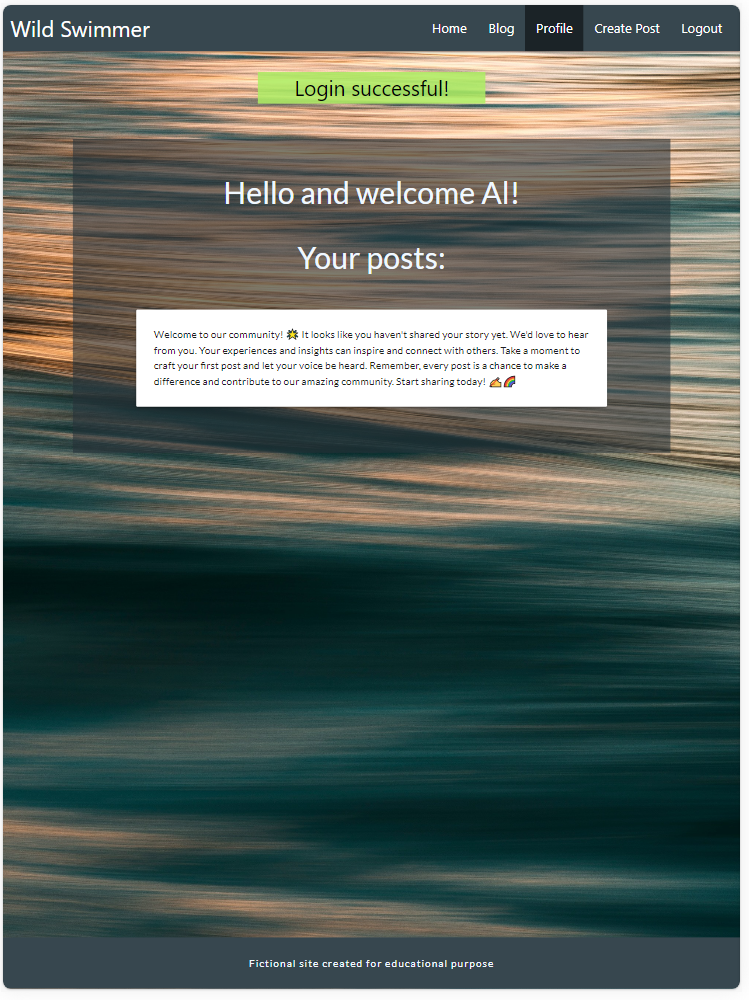 Wild Swimmer
Home Blog Profile Create Post Logout
Login successful!
Hello and welcome Al!
Your posts:
Welcome to our community! 🌟 It looks like you haven't shared your story yet. We'd love to hear
from you. Your experiences and insights can inspire and connect with others. Take a moment to
craft your first post and let your voice be heard. Remember, every post is a chance to make a
difference and contribute to our amazing community. Start sharing today! ✍️🌈
Fictional site created for educational purpose